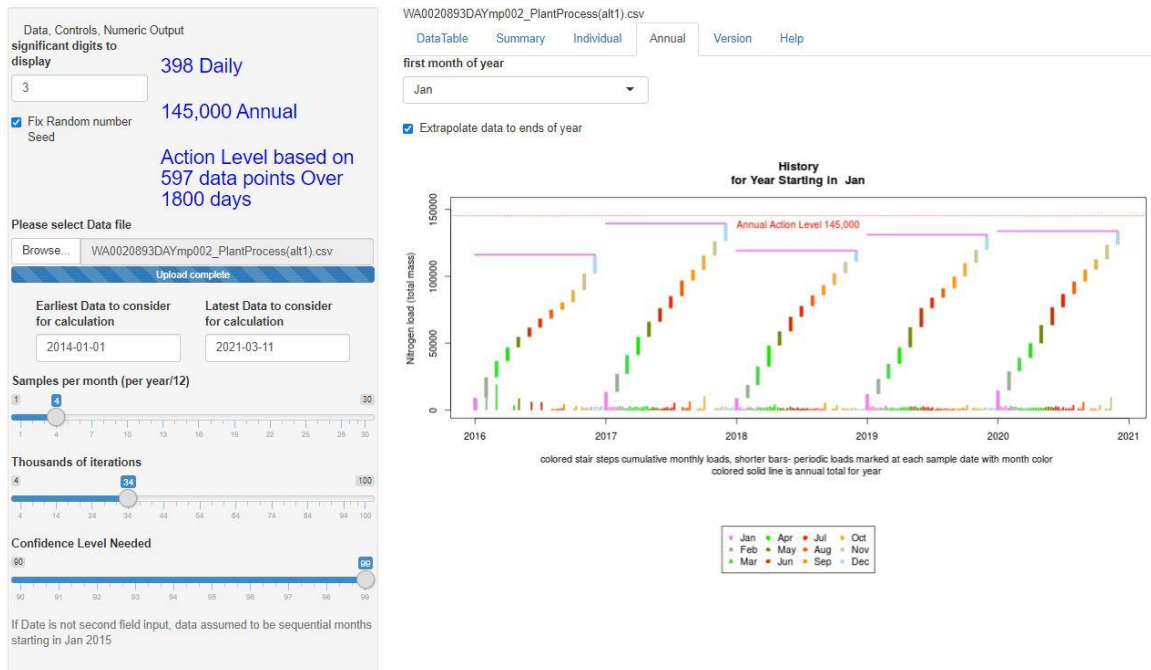 Data, Controls, Numeric Output
significant digits to
display
3
Fix Random number
Seed
398 Daily
145,000 Annual
Action Level based on
597 data points Over
1800 days
Please select Data file
Browse... WA0020893DAYmp002_PlantProcess(alt1).csv
Upload complete
Earliest Data to consider
for calculation
2014-01-01
Latest Data to consider
for calculation
2021-03-11
Samples per month (per year/12)
1 4 30
1 4 7 10 13 16 19 22 25 28 30
Thousands of iterations
4 34 100
4 14 24 34 44 54 64 74 84 94 100
Confidence Level Needed
90 99
90 91 92 93 94 95 96 97 98 99
If Date is not second field input, data assumed to be sequential months
starting in Jan 2015
WA0020893DAYmp002_PlantProcess(alt1).csv
DataTable Summary Individual Annual Version Help
first month of year
Jan
Extrapolate data to ends of year
History
for Year Starting in Jan
Nitrogen load (total mass)
150000
100000
50000
0
Annual Action Level 145,000
2016 2017 2018 2019 2020 2021
colored stair steps cumulative monthly loads, shorter bars- periodic loads marked at each sample date with month color
colored solid line is annual total for year
Jan Apr Jul Oct
Feb May Aug Nov
Mar Jun Sep Dec